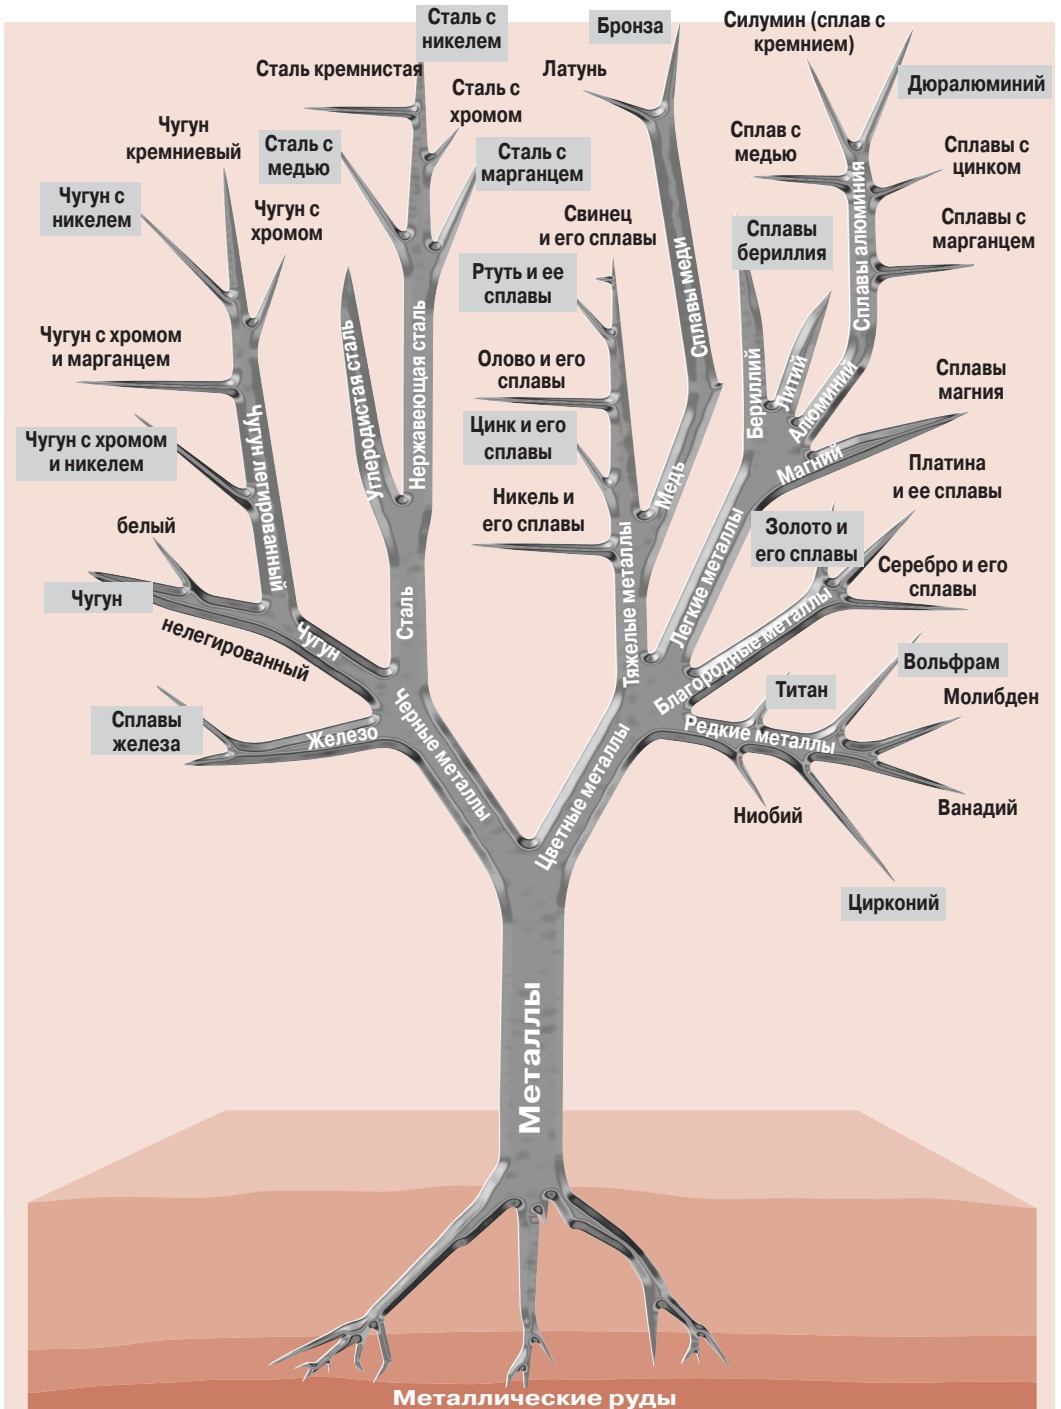 Сталь с
никелем
Бронза
Силумин (сплав с
кремнием)
Сталь кремнистая
Латунь
Дюралюминий
Сталь с
хромом
Чугун
кремниевый
Сталь с
медью
Сталь с
марганцем
Сплав с
медью
Сплавы с
цинком
Чугун с
никелем
Чугун с
хромом
Свинец
и его сплавы
Сплавы
бериллия
Сплавы с
марганцем
Ртуть и ее
сплавы
Сплавы меди
Сплавы алюминия
Чугун с хромом
и марганцем
Углеродистая сталь
Нержавеющая сталь
Олово и его
сплавы
Бериллий
Литий
Алюминий
Сплавы
магния
Чугун с хромом
и никелем
Чугун легированный
Цинк и его
сплавы
Медь
Магний
Платина
и ее сплавы
белый
Никель и
его сплавы
Золото и
его сплавы
Серебро и его
сплавы
Чугун
нелегированный
Чугун
Сталь
Тяжелые металлы
Легкие металлы
Благородные металлы
Вольфрам
Титан
Молибден
Сплавы
железа
Железо
Черные металлы
Цветные металлы
Редкие металлы
Ниобий
Ванадий
Цирконий
Металлы
Металлические руды